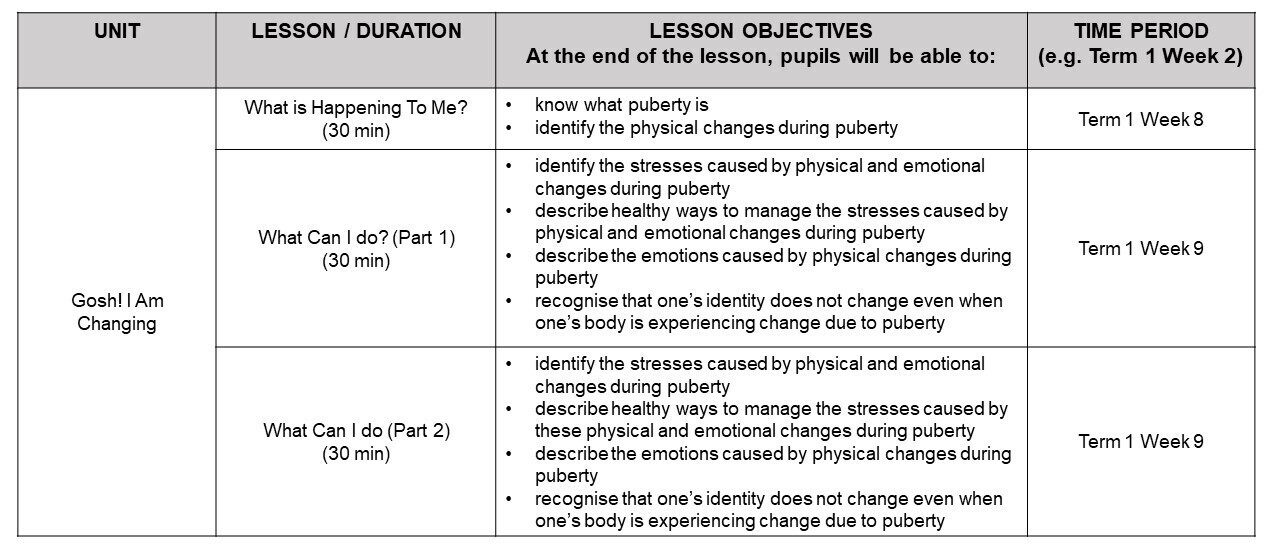 UNIT
LESSON / DURATION
LESSON OBJECTIVES
At the end of the lesson, pupils will be able to:
TIME PERIOD
(e.g. Term 1 Week 2)
Gosh! I Am
Changing
What is Happening To Me?
(30 min)
• know what puberty is
• identify the physical changes during puberty
Term 1 Week 8
What Can I do? (Part 1)
(30 min)
• identify the stresses caused by physical and emotional
changes during puberty
• describe healthy ways to manage the stresses caused by
physical and emotional changes during puberty
• describe the emotions caused by physical changes during
puberty
• recognise that one's identity does not change even when
one's body is experiencing change due to puberty
Term 1 Week 9
What Can I do (Part 2)
(30 min)
• identify the stresses caused by physical and emotional
changes during puberty
• describe healthy ways to manage the stresses caused by
these physical and emotional changes during puberty
• describe the emotions caused by physical changes during
puberty
• recognise that one's identity does not change even when
one's body is experiencing change due to puberty
Term 1 Week 9